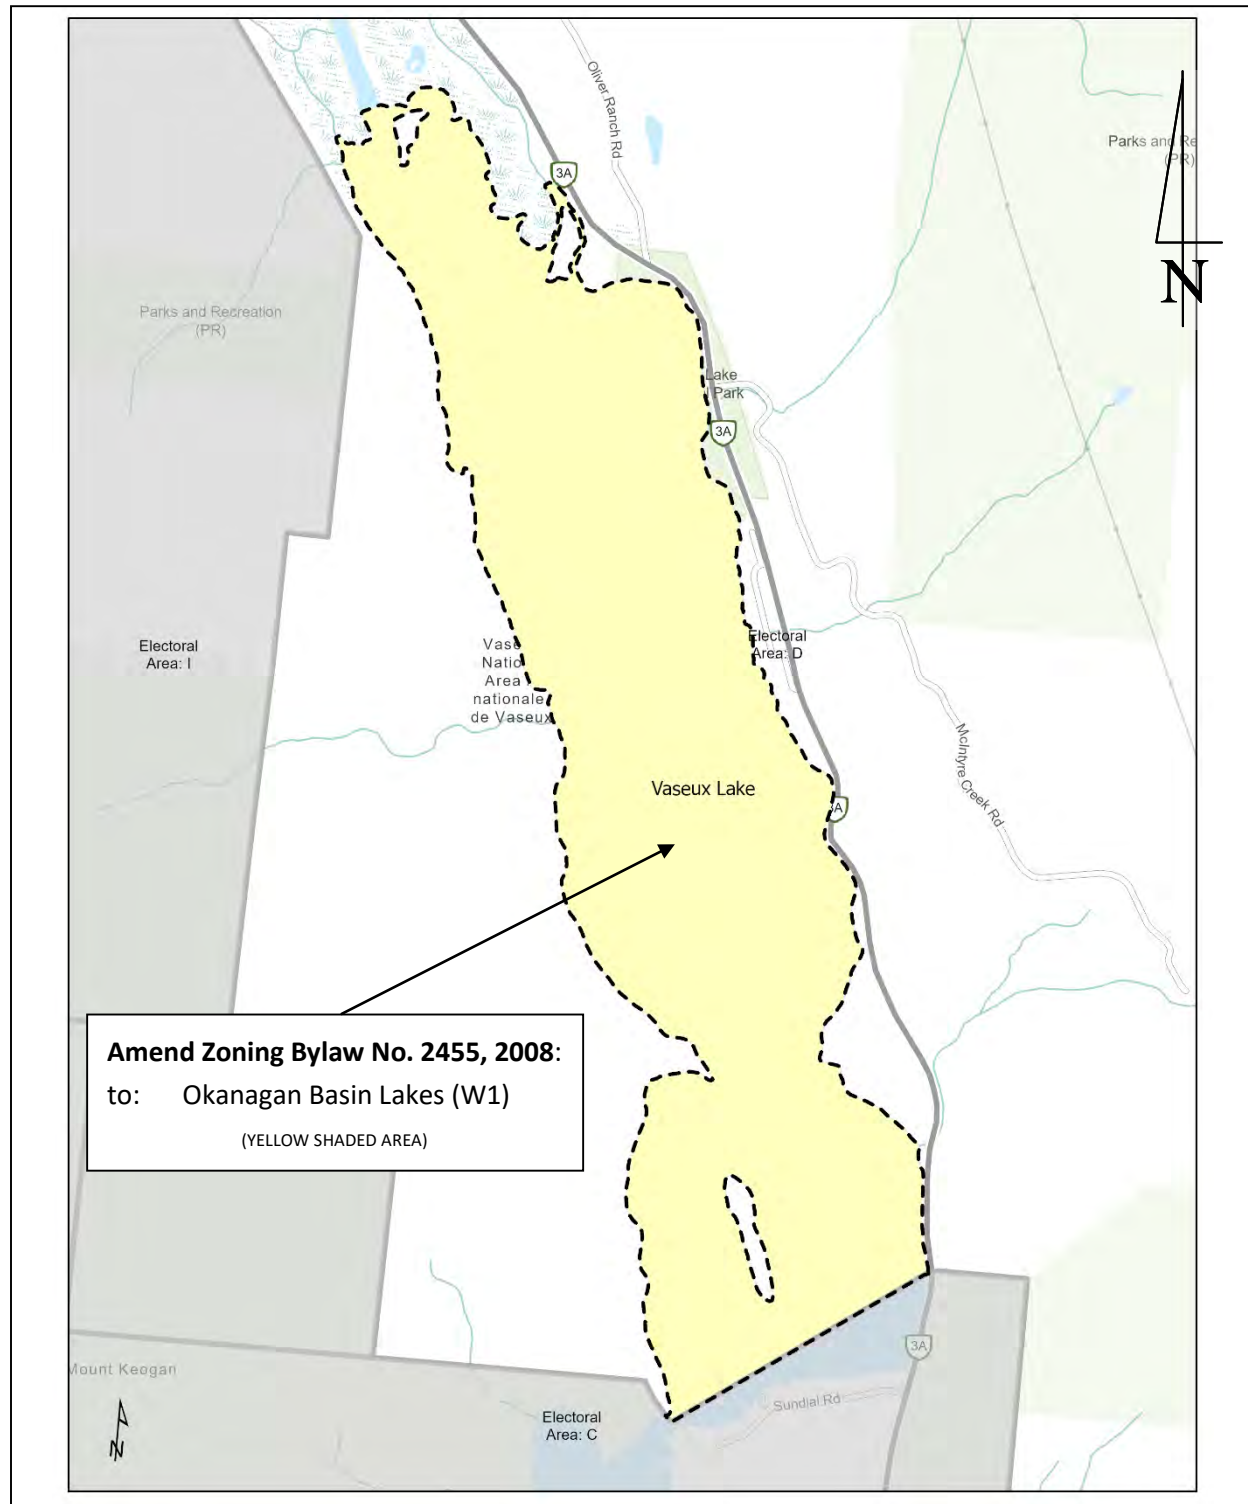 Oliver Ranch Rd
3A
Parks and Re
(PR)
N
Parks and Recreation
(PR)
Lake
Park
3A
Electoral
Area: I
Vase
Natio
Area
nationale
de Vaseux
Electoral
Area: D
McIntyre Creek Rd
Vaseux Lake
3A
Amend Zoning Bylaw No. 2455, 2008:
to: Okanagan Basin Lakes (W1)
(YELLOW SHADED AREA)
3A
Mount Keogan
Sundial Rd
Electoral
Area: C
N